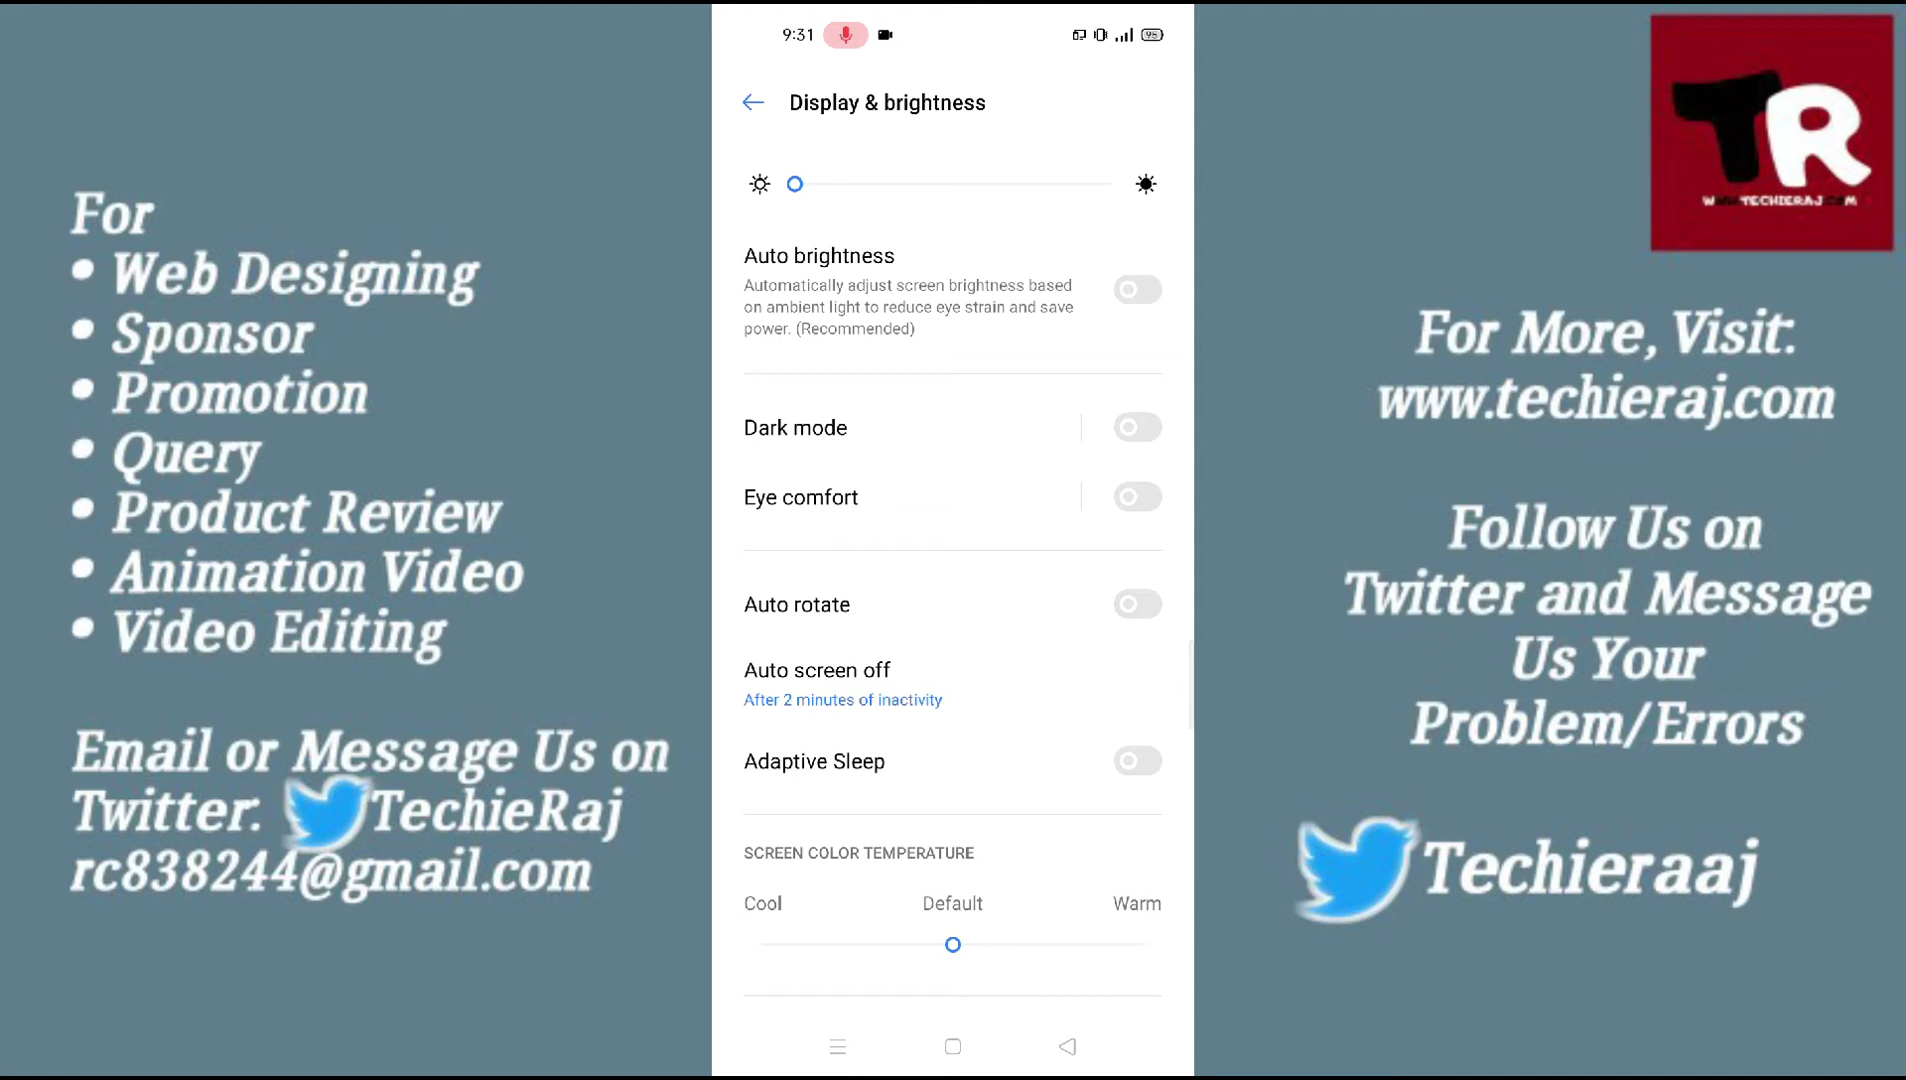 For
• Web Designing
• Sponsor
• Promotion
• Query
• Product Review
• Animation Video
• Video Editing
Email or Message Us on
Twitter: TechieRaj
rc838244@gmail.com
9:31
95
Display & brightness
Auto brightness
Automatically adjust screen brightness based
on ambient light to reduce eye strain and save
power. (Recommended)
Dark mode
Eye comfort
Auto rotate
Auto screen off
After 2 minutes of inactivity
Adaptive Sleep
SCREEN COLOR TEMPERATURE
Cool Default Warm
TR
WWW.TECHIERAJ.COM
For More, Visit:
www.techieraj.com
Follow Us on
Twitter and Message
Us Your
Problem/Errors
Techieraaj